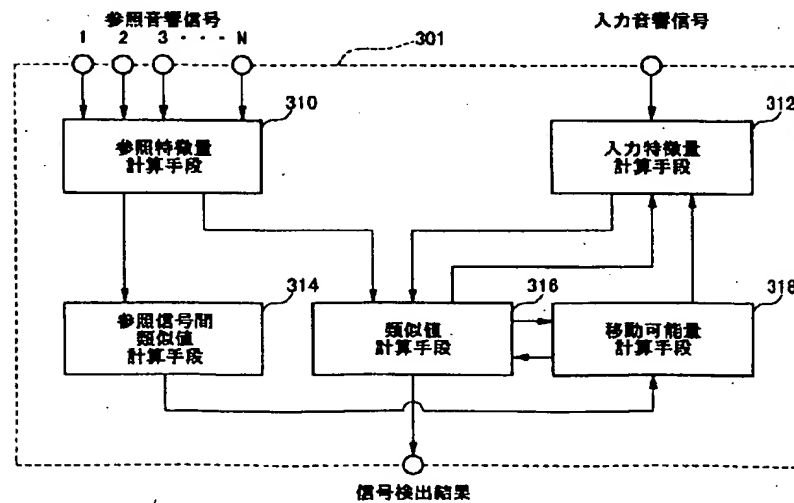 参照音響信号
1 2 3 ・・・ N
入力音響信号
301
310
参照特徴量
計算手段
312
入力特徴量
計算手段
314
参照信号間
類似値
計算手段
316
類似値
計算手段
318
移動可能量
計算手段
信号検出結果